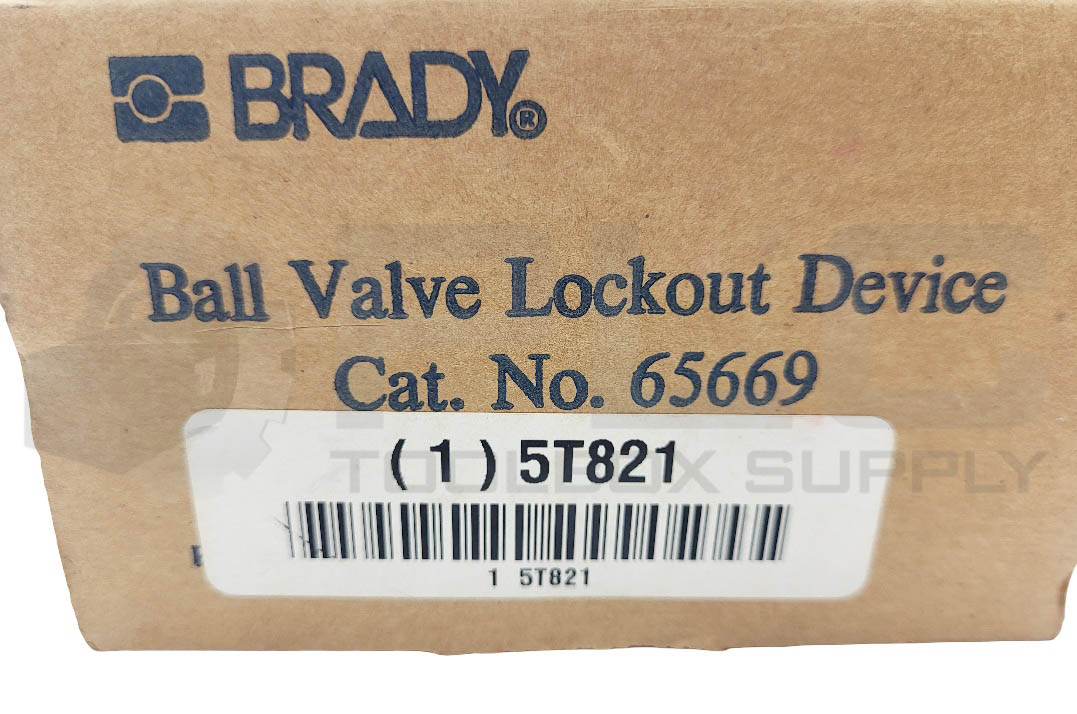 BRADY®
Ball Valve Lockout Device
Cat. No. 65669
( 1 ) 5T821
TOOLBOX SUPPLY
1 5T821